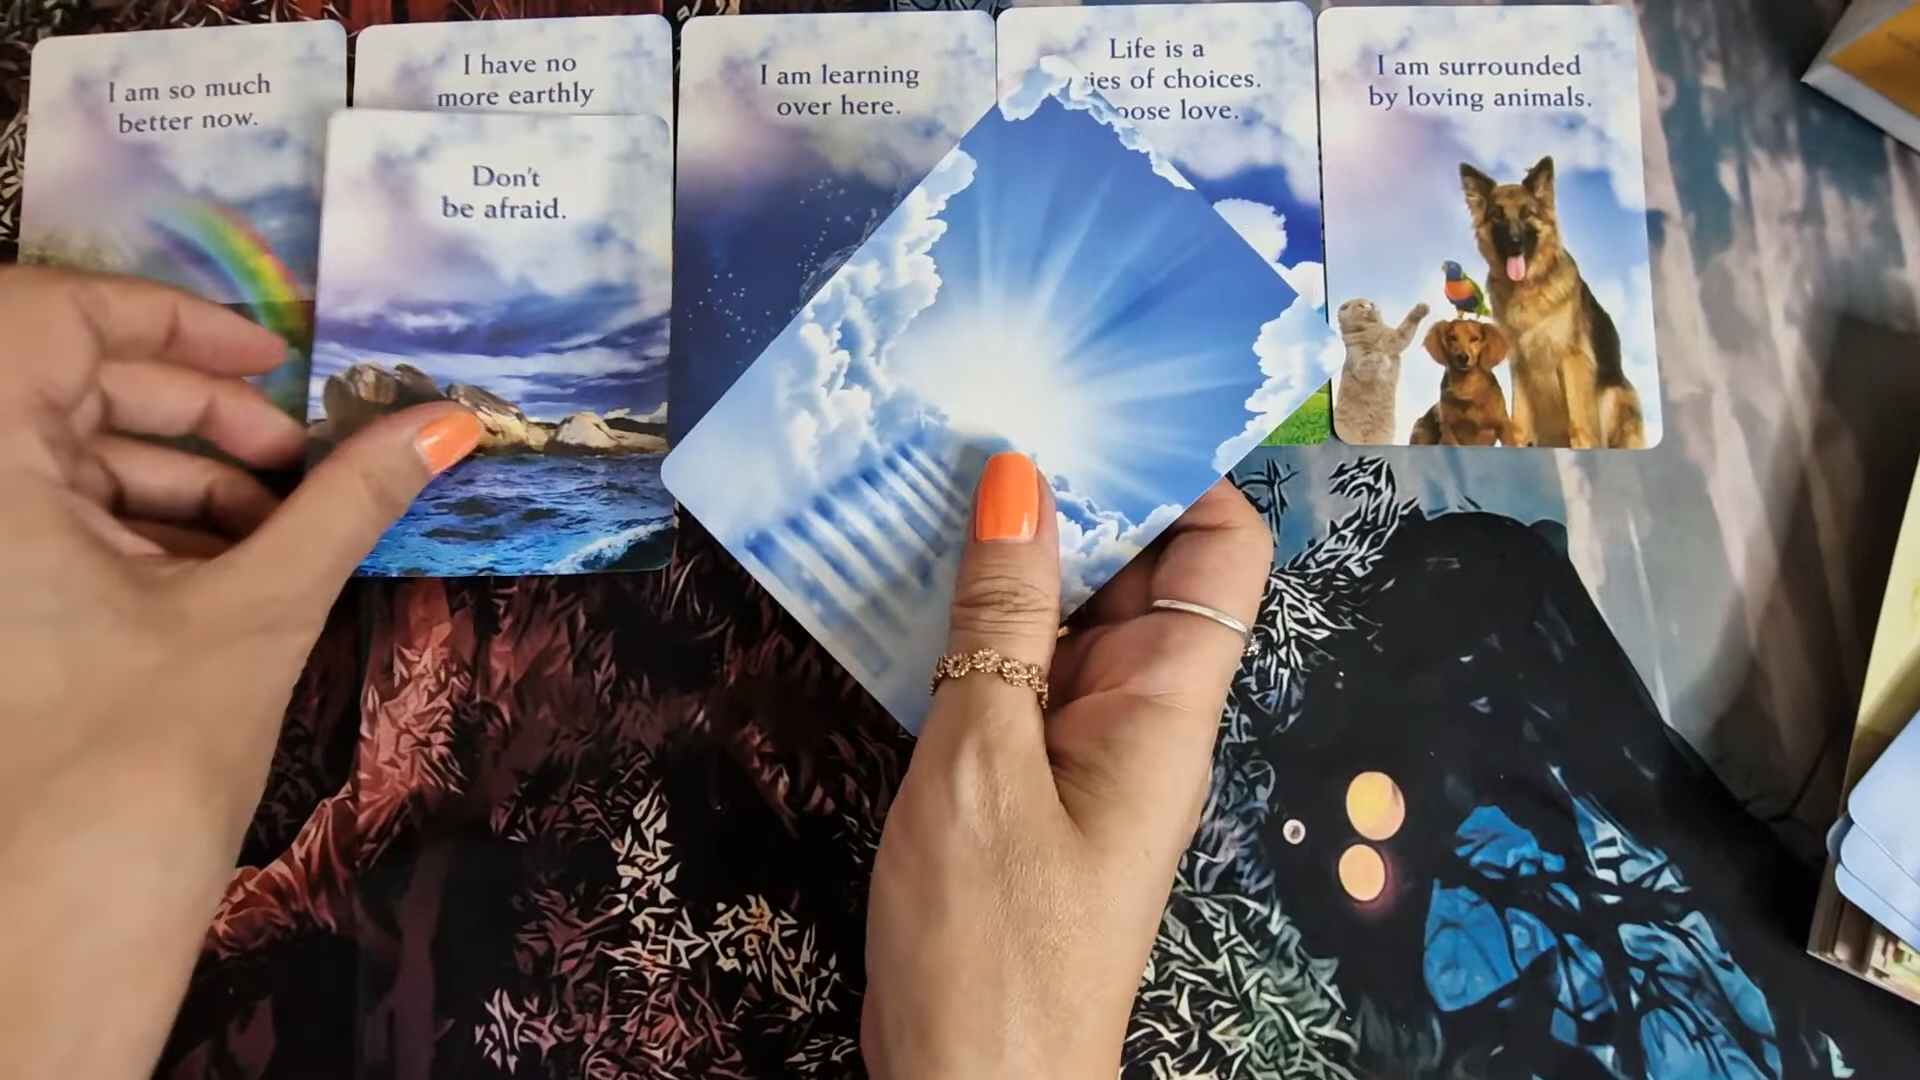 I am so much
better now.
I have no
more earthly
Don't
be afraid.
I am learning
over here.
Life is a
of choices.
love.
I am surrounded
by loving animals.